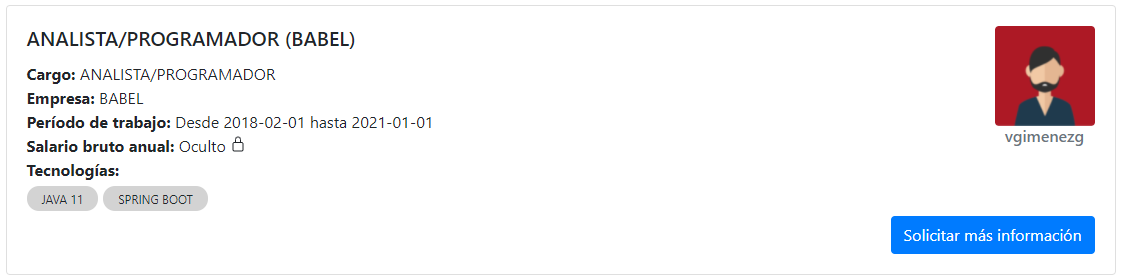 ANALISTA/PROGRAMADOR (BABEL)
Cargo: ANALISTA/PROGRAMADOR
Empresa: BABEL
Período de trabajo: Desde 2018-02-01 hasta 2021-01-01
Salario bruto anual: Oculto
Tecnologías:
JAVA 11 SPRING BOOT
vgimenezg
Solicitar más información